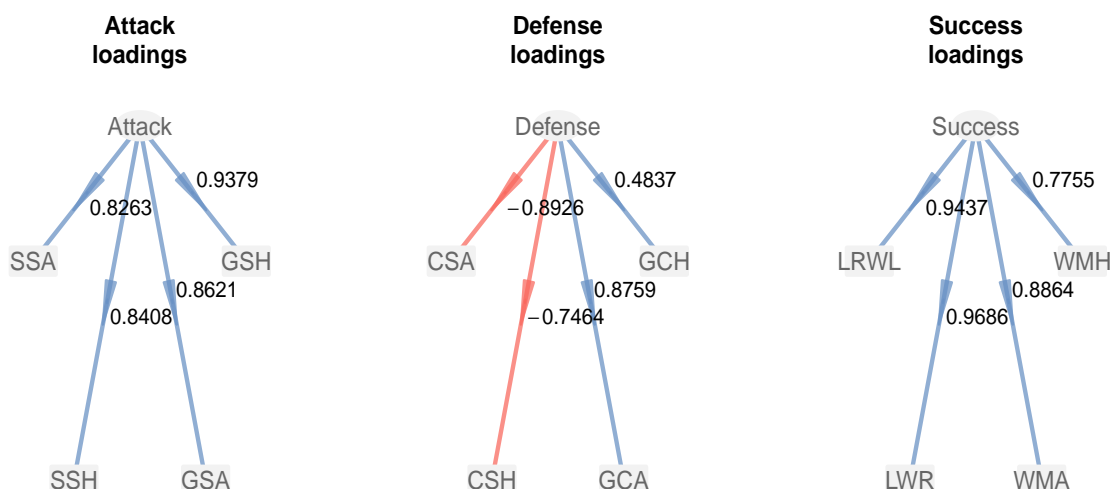 Attack
loadings
Defense
loadings
Success
loadings
Attack
Defense
Success
0.9379
0.4837
0.7755
0.8263
−0.8926
0.9437
SSA
GSH
CSA
GCH
LRWL
WMH
0.8621
0.8759
0.8864
0.8408
−0.7464
0.9686
SSH
GSA
CSH
GCA
LWR
WMA